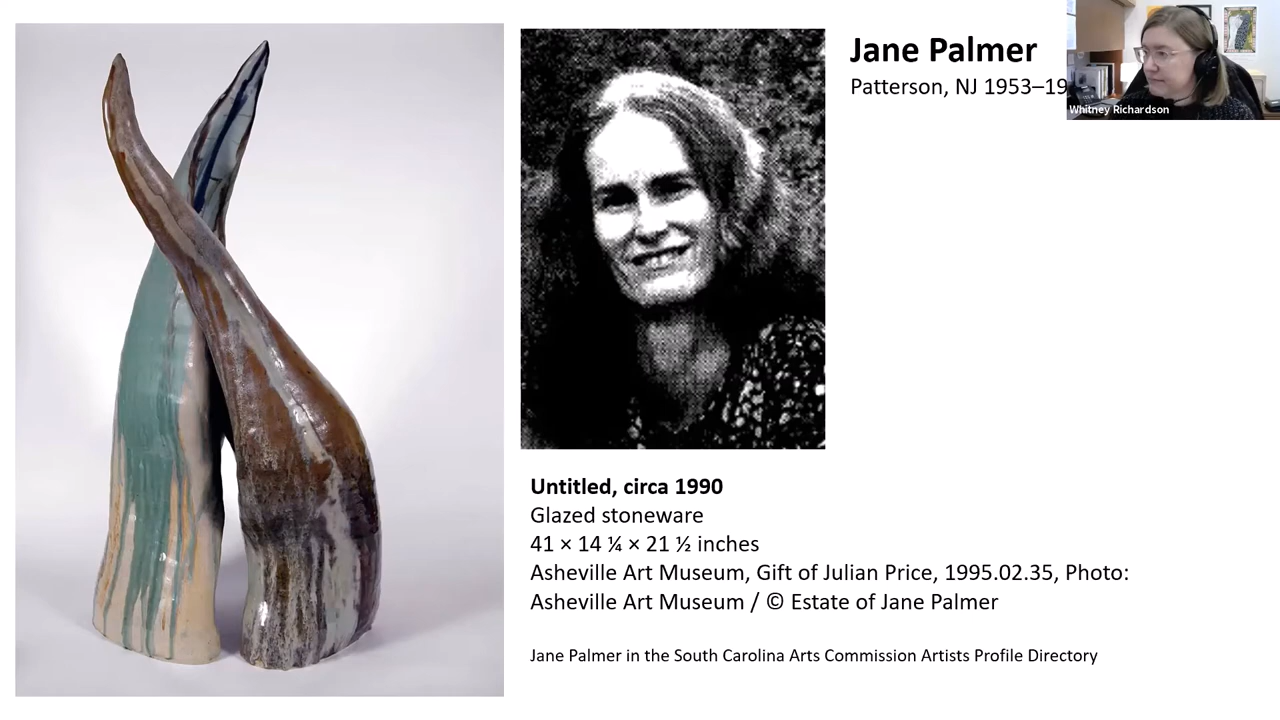 Jane Palmer
Patterson, NJ 1953–19
Whitney Richardson
Untitled, circa 1990
Glazed stoneware
41 × 14 ¼ × 21 ½ inches
Asheville Art Museum, Gift of Julian Price, 1995.02.35, Photo:
Asheville Art Museum / © Estate of Jane Palmer
Jane Palmer in the South Carolina Arts Commission Artists Profile Directory